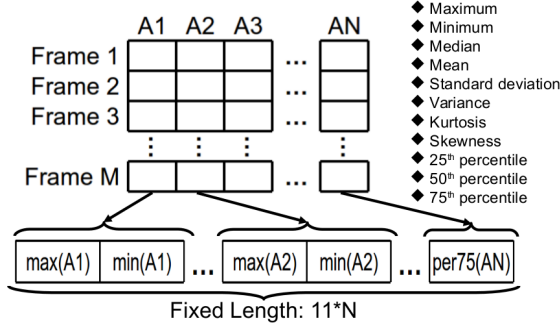 A1 A2 A3 AN
Frame 1 ...
Frame 2 ...
Frame 3 ...
Frame M ...
◆ Maximum
◆ Minimum
◆ Median
◆ Mean
◆ Standard deviation
◆ Variance
◆ Kurtosis
◆ Skewness
◆ 25th percentile
◆ 50th percentile
◆ 75th percentile
max(A1) min(A1) ... max(A2) min(A2) ... per75(AN)
Fixed Length: 11*N